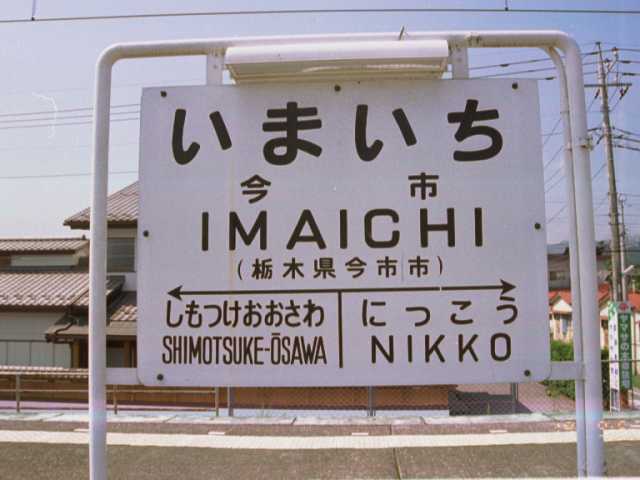 いまいち
今市
IMAICHI
(栃木県今市市)
しもつけおおさわ にっこう
SHIMOTSUKE-ŌSAWA NIKKO